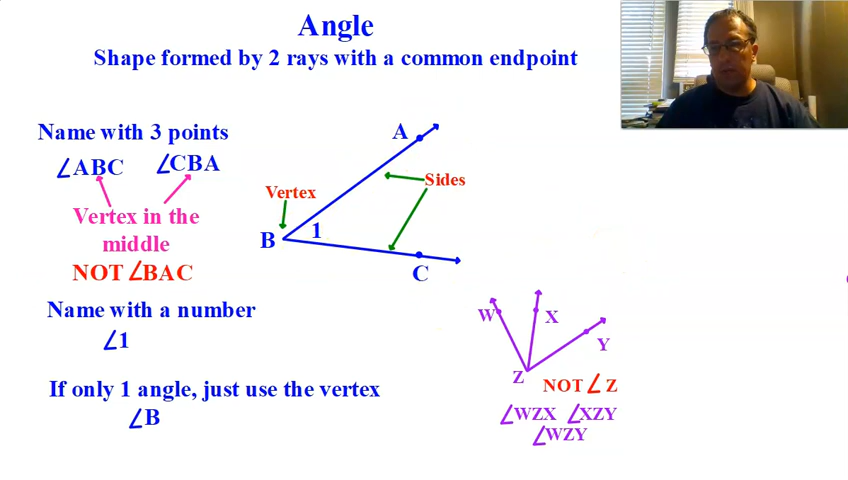 Angle
Shape formed by 2 rays with a common endpoint
Name with 3 points
∠ABC ∠CBA
Vertex in the
middle
NOT ∠BAC
Name with a number
∠1
If only 1 angle, just use the vertex
∠B
A
Sides
Vertex
B
1
C
W
X
Y
Z
NOT ∠Z
∠WZX ∠XZY
∠WZY